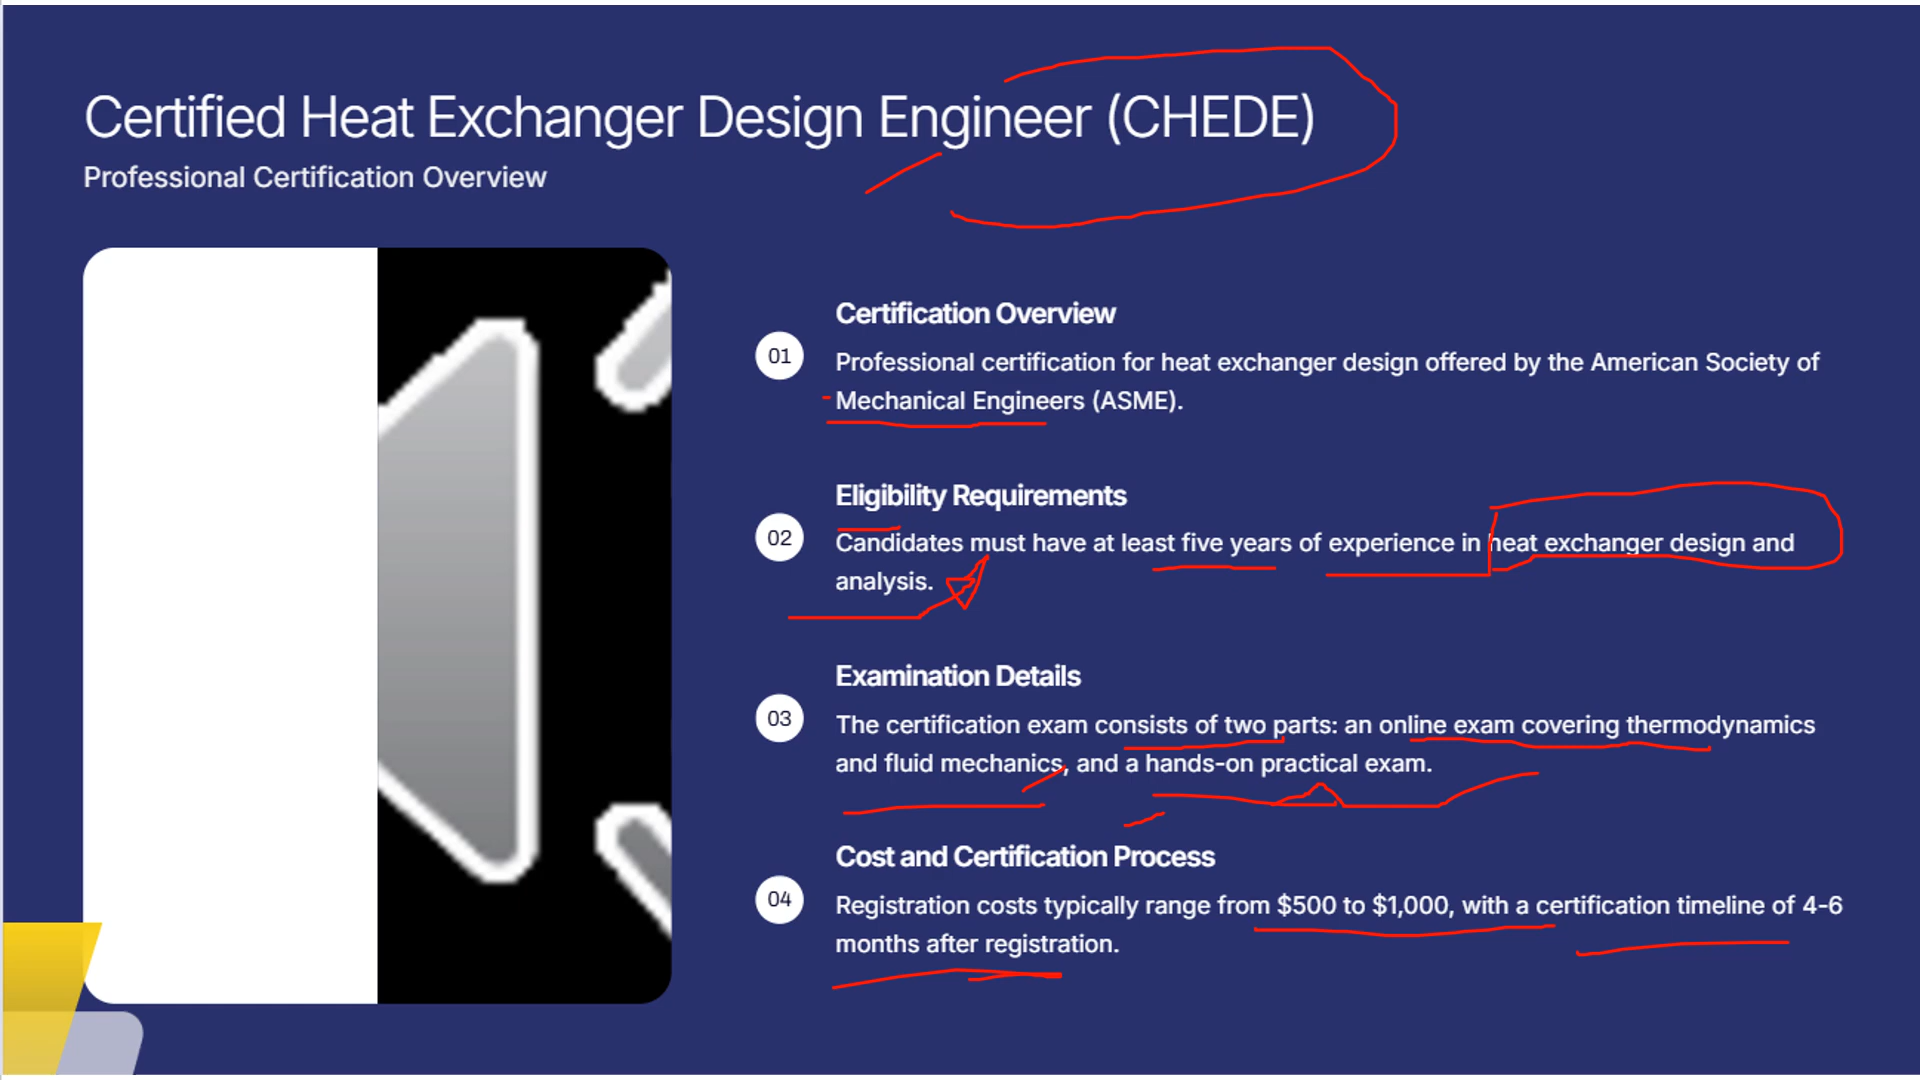 Certified Heat Exchanger Design Engineer (CHEDE)
Professional Certification Overview
01
Certification Overview
Professional certification for heat exchanger design offered by the American Society of
Mechanical Engineers (ASME).
02
Eligibility Requirements
Candidates must have at least five years of experience in heat exchanger design and
analysis.
03
Examination Details
The certification exam consists of two parts: an online exam covering thermodynamics
and fluid mechanics, and a hands-on practical exam.
04
Cost and Certification Process
Registration costs typically range from $500 to $1,000, with a certification timeline of 4-6
months after registration.